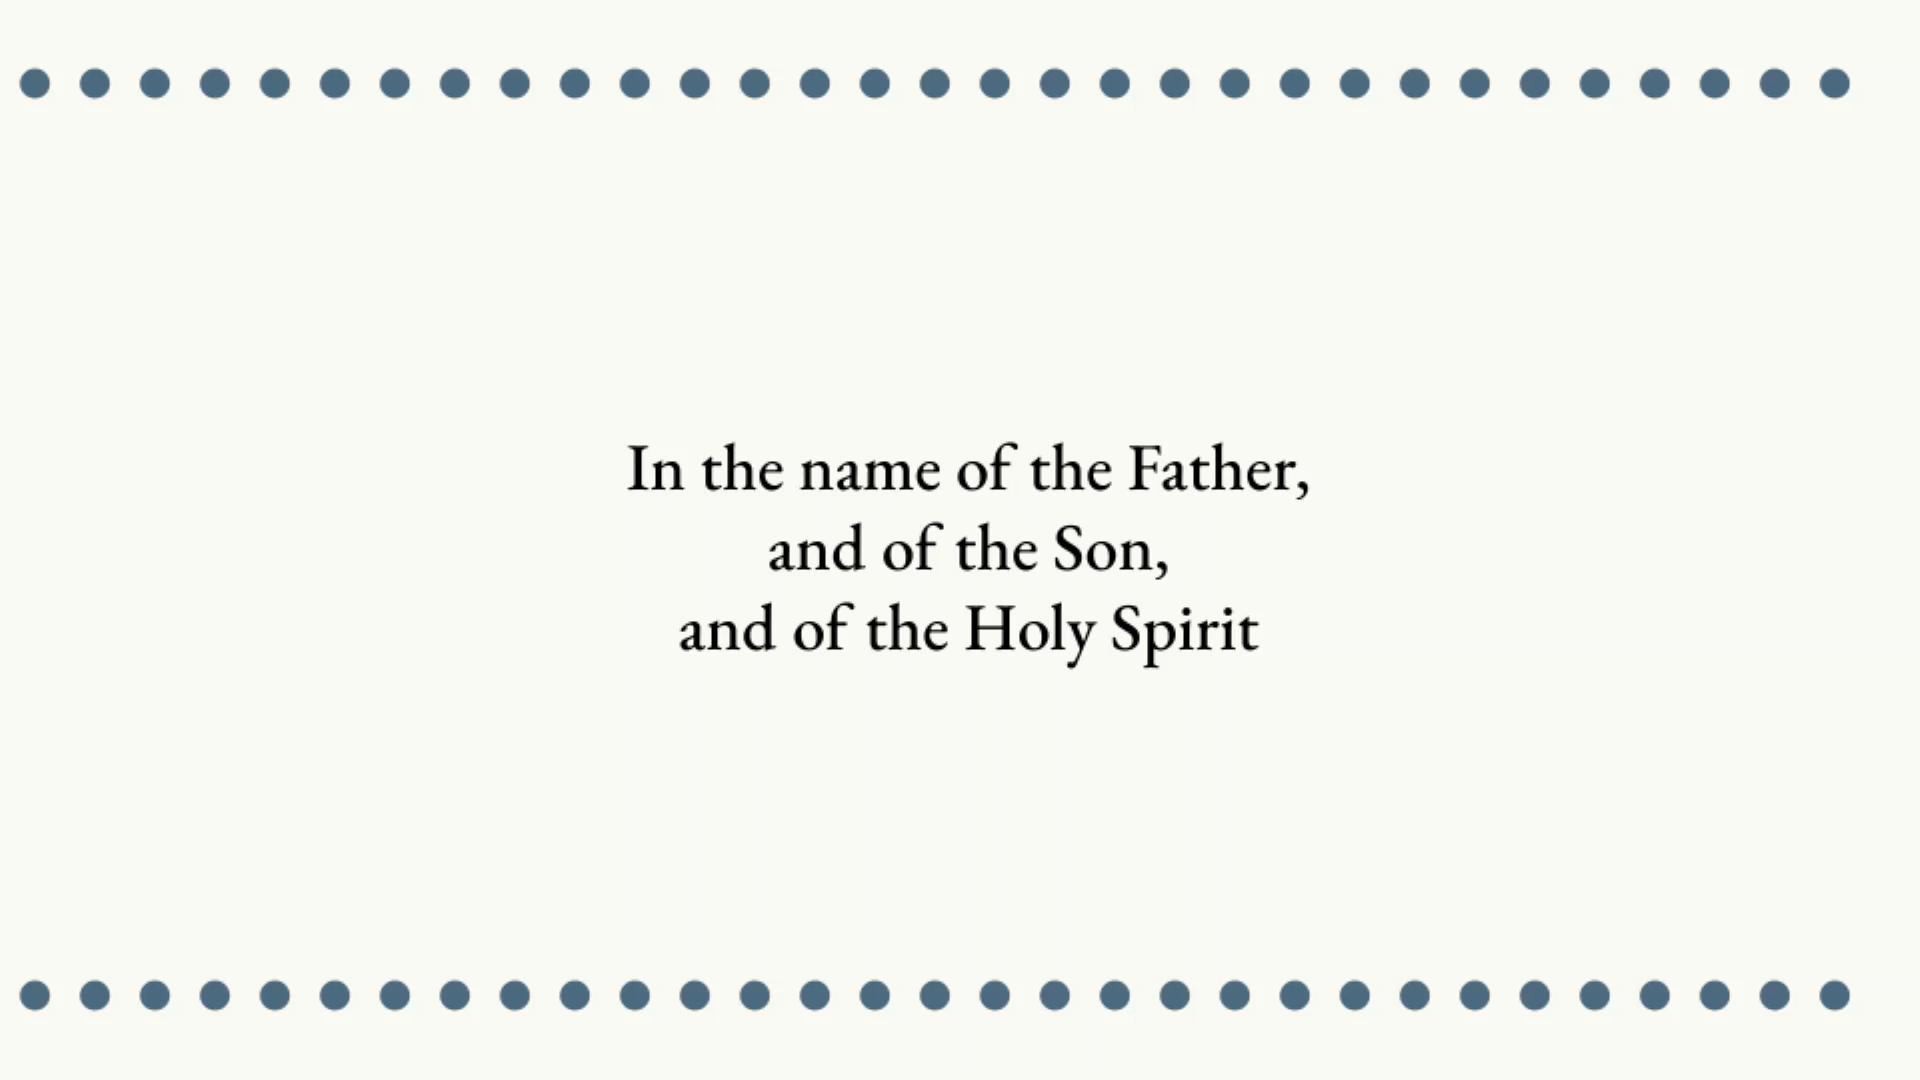 In the name of the Father,
and of the Son,
and of the Holy Spirit